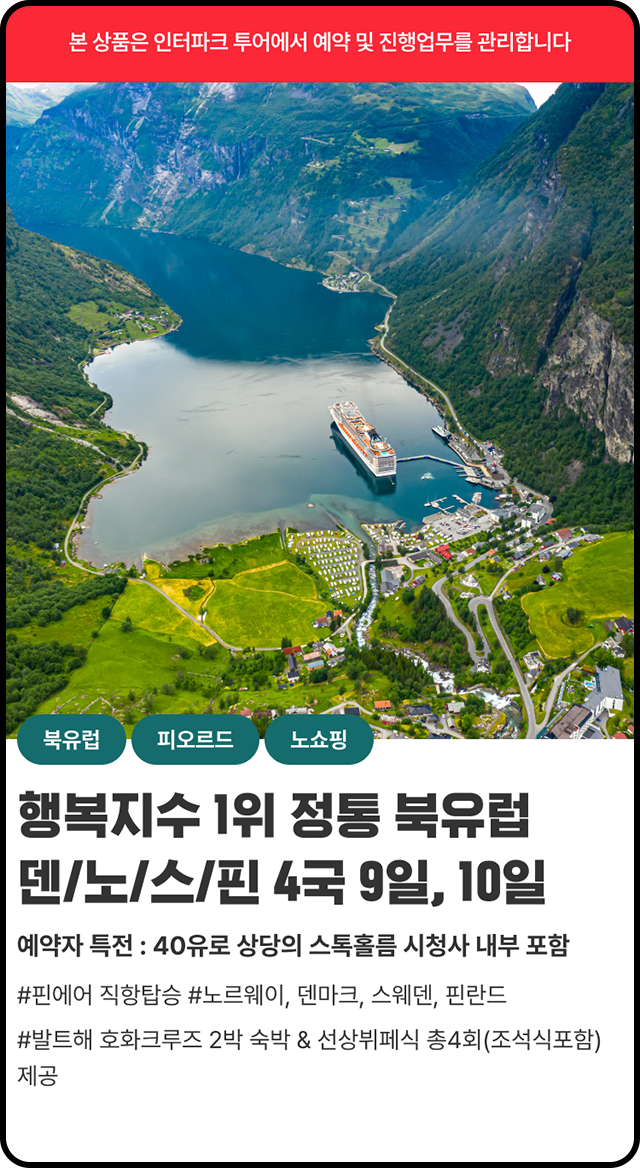 본 상품은 인터파크 투어에서 예약 및 진행업무를 관리합니다
북유럽
피오르드
노쇼핑
행복지수 1위 정통 북유럽
덴/노/스/핀 4국 9일, 10일
예약자 특전 : 40유로 상당의 스톡홀름 시청사 내부 포함
#핀에어 직항탑승 #노르웨이, 덴마크, 스웨덴, 핀란드
#발트해 호화크루즈 2박 숙박 & 선상뷔페식 총4회(조석식포함)
제공